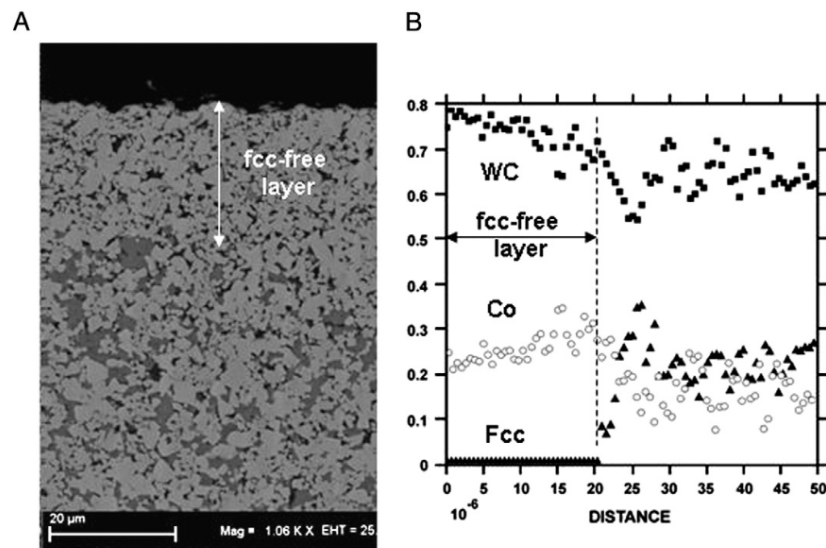 A
fcc-free
layer
20 µm
Mag = 1.06 K X EHT = 25.
B
0.8
0.7
0.6
0.5
0.4
0.3
0.2
0.1
0
WC
fcc-free
layer
Co
Fcc
0 5 10 15 20 25 30 35 40 45 50
10⁻⁶
DISTANCE